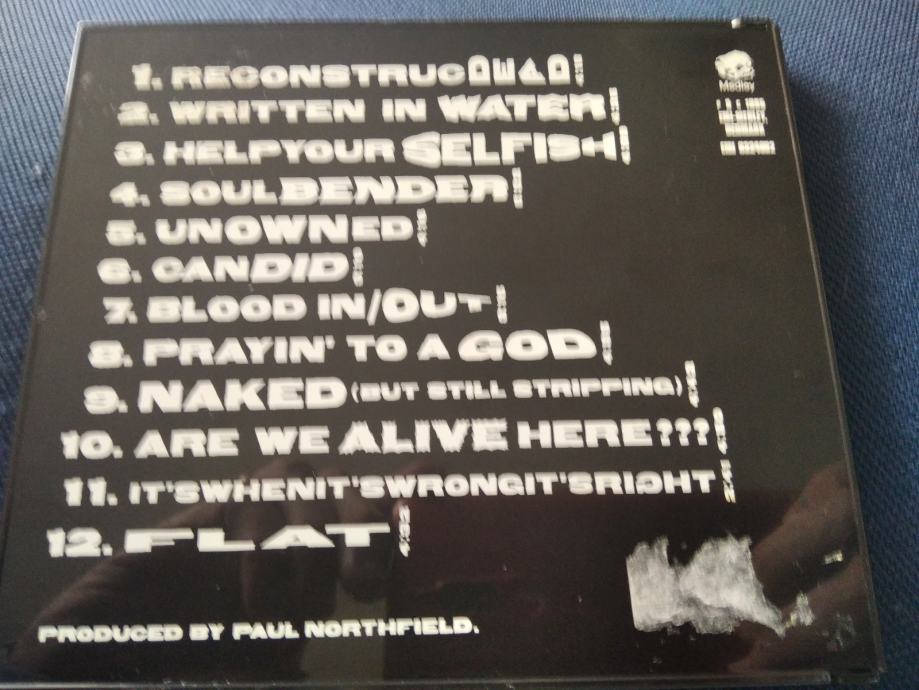 1. RECONSTRUCDEAD
2. WRITTEN IN WATER
3. HELPYOURSELFISH
4. SOULBENDER
5. UNOWNED
6. CANDID
7. BLOOD IN/OUT
8. PRAYIN' TO A GOD
9. NAKED (BUT STILL STRIPPING)
10. ARE WE ALIVE HERE???
11. IT'SWHENIT'SWRONGIT'SRIGHT
12. FLAT
PRODUCED BY PAUL NORTHFIELD.
Medley